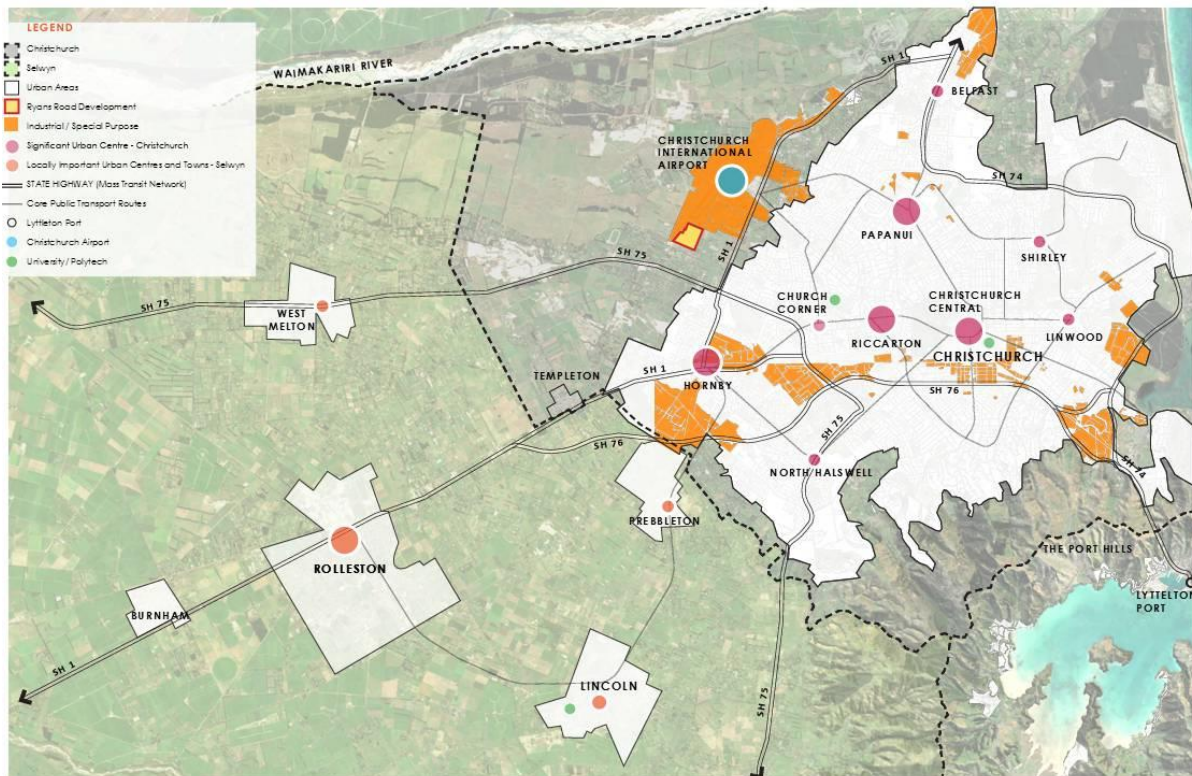 LEGEND
Christchurch
Selwyn
Urban Areas
Ryans Road Development
Industrial / Special Purpose
Significant Urban Centre - Christchurch
Locally Important Urban Centres and Towns - Selwyn
STATE HIGHWAY (Mass Transit Network)
Core Public Transport Routes
Lyttleton Port
Christchurch Airport
University/Polytech
WAIMAKARIRI RIVER
SH 1
BELFAST
CHRISTCHURCH
INTERNATIONAL
AIRPORT
SH 74
PAPANUI
SHIRLEY
SH 1
SH 75
SH 75
WEST
MELTON
CHURCH
CORNER
RICCARTON
CHRISTCHURCH
CENTRAL
CHRISTCHURCH
LINWOOD
TEMPLETON
SH 1
HORNBY
SH 76
SH 75
SH 76
NORTH HALSWELL
SH 74
PREBBLETON
ROLLESTON
THE PORT HILLS
LYTTELTON
PORT
BURNHAM
SH 1
LINCOLN
SH 75